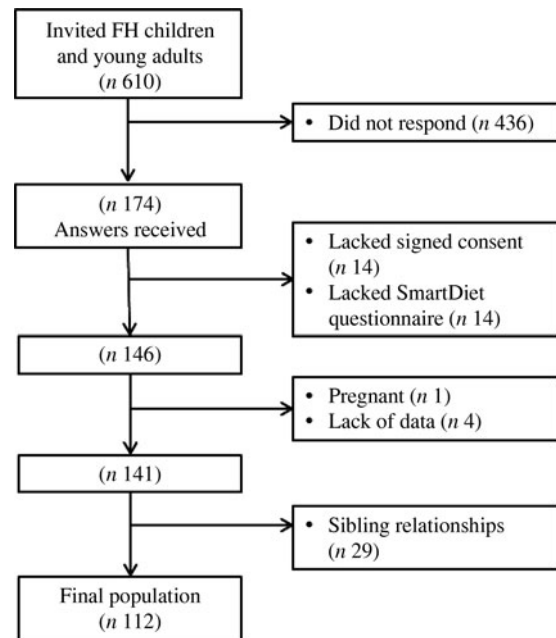 Invited FH children
and young adults
(n 610)
• Did not respond (n 436)
(n 174)
Answers received
• Lacked signed consent
(n 14)
• Lacked SmartDiet
questionnaire (n 14)
(n 146)
• Pregnant (n 1)
• Lack of data (n 4)
(n 141)
• Sibling relationships
(n 29)
Final population
(n 112)